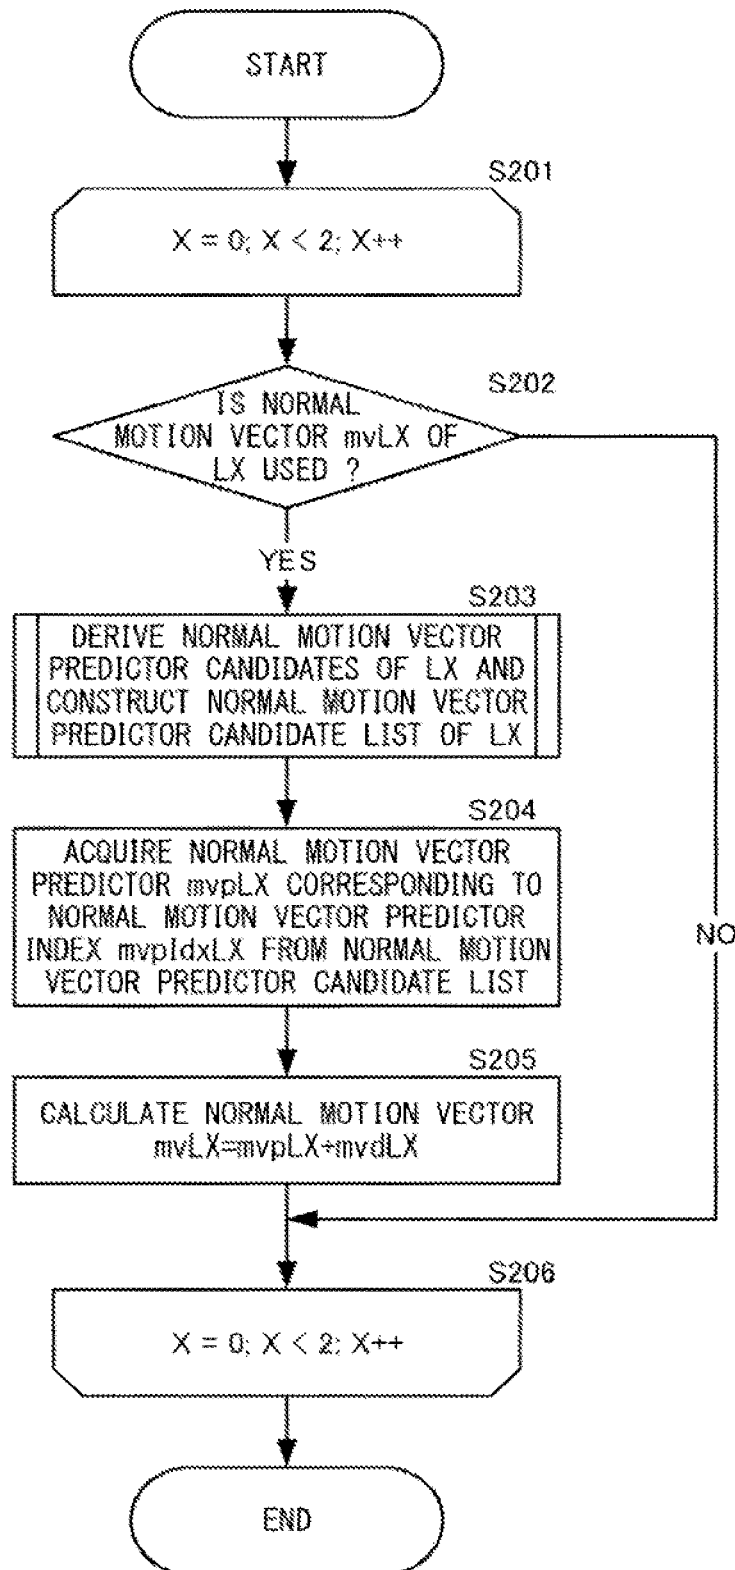 START
S201
X = 0; X < 2; X++
S202
IS NORMAL
MOTION VECTOR mvLX OF
LX USED ?
YES
S203
DERIVE NORMAL MOTION VECTOR
PREDICTOR CANDIDATES OF LX AND
CONSTRUCT NORMAL MOTION VECTOR
PREDICTOR CANDIDATE LIST OF LX
S204
ACQUIRE NORMAL MOTION VECTOR
PREDICTOR mvpLX CORRESPONDING TO
NORMAL MOTION VECTOR PREDICTOR
INDEX mvpIdxLX FROM NORMAL MOTION
VECTOR PREDICTOR CANDIDATE LIST
NO
S205
CALCULATE NORMAL MOTION VECTOR
mvLX=mvpLX+mvdLX
S206
X = 0; X < 2; X++
END